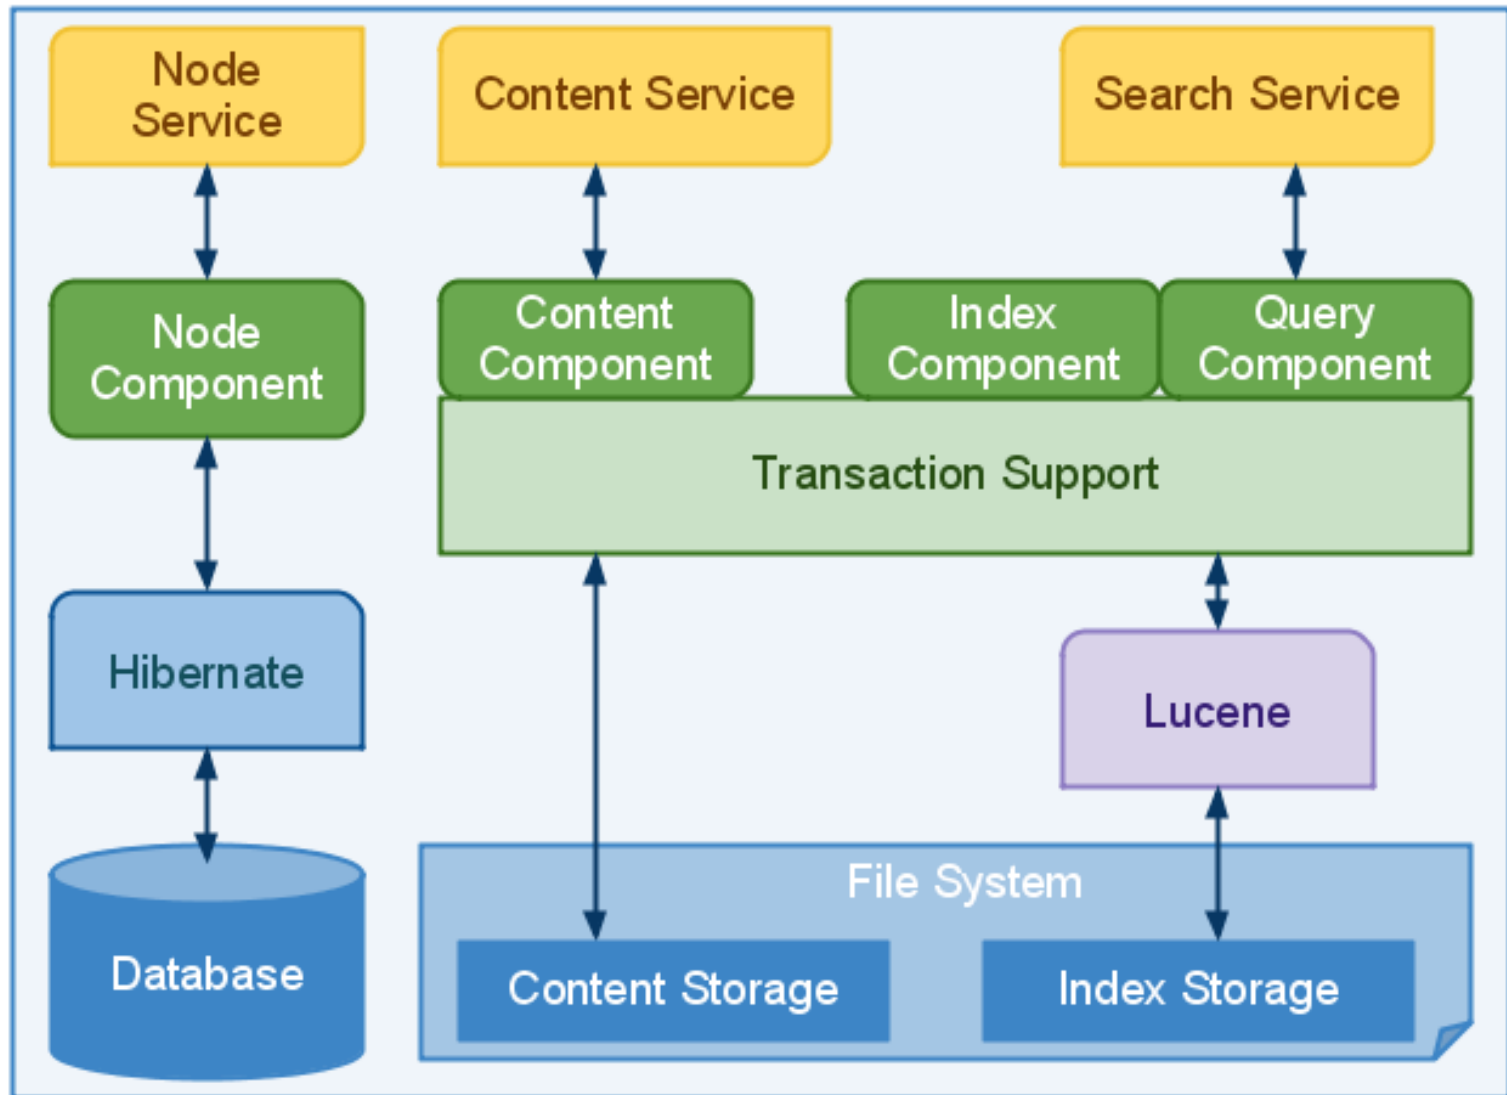 Node
Service
Content Service
Search Service
Node
Component
Content
Component
Index
Component
Query
Component
Transaction Support
Hibernate
Lucene
File System
Database
Content Storage
Index Storage